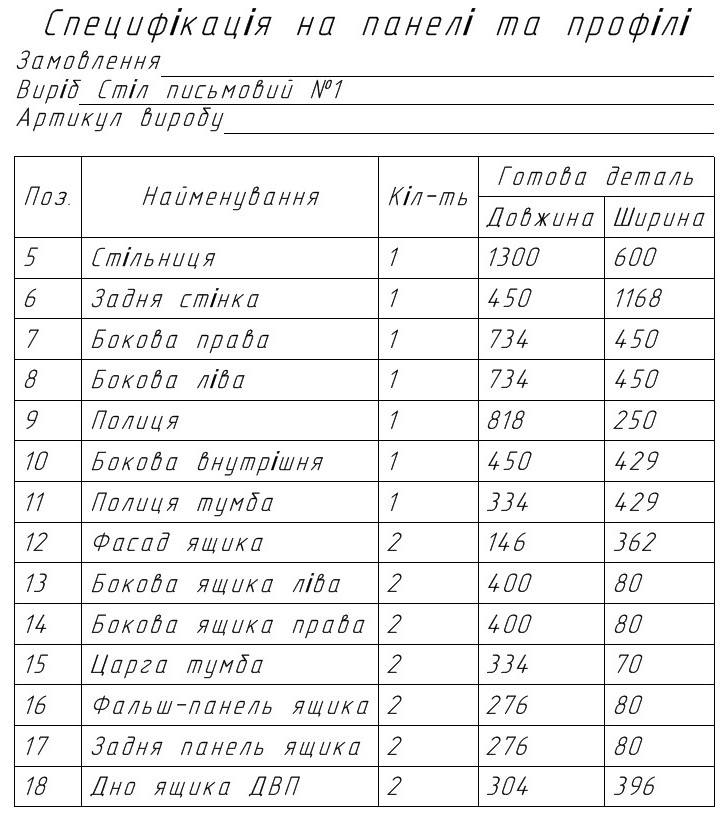 Специфікація на панелі та профілі
Замовлення
Виріб Стіл письмовий №1
Артикул виробу
Поз. Найменування Кіл-ть Готова деталь
Довжина Ширина
5 Стільниця 1 1300 600
6 Задня стінка 1 450 1168
7 Бокова права 1 734 450
8 Бокова ліва 1 734 450
9 Полиця 1 818 250
10 Бокова внутрішня 1 450 429
11 Полиця тумба 1 334 429
12 Фасад ящика 2 146 362
13 Бокова ящика ліва 2 400 80
14 Бокова ящика права 2 400 80
15 Царга тумба 2 334 70
16 Фальш-панель ящика 2 276 80
17 Задня панель ящика 2 276 80
18 Дно ящика ДВП 2 304 396